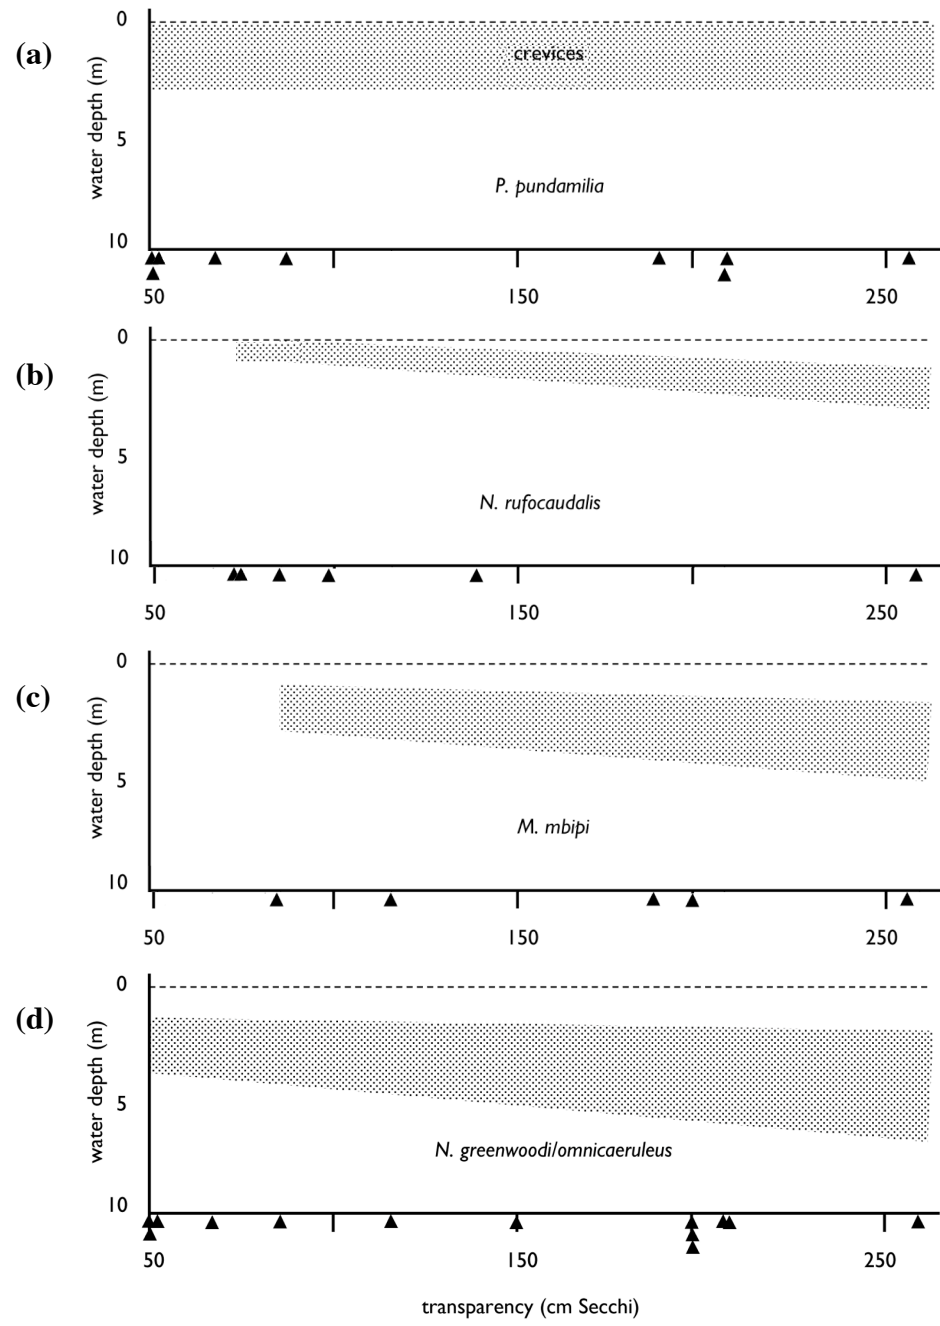 (a)
water depth (m)
0
5
10
crevices
P. pundamilia
50 150 250
(b)
water depth (m)
0
5
10
N. rufocaudalis
50 150 250
(c)
water depth (m)
0
5
10
M. mbipi
50 150 250
(d)
water depth (m)
0
5
10
N. greenwoodi/omnicaeruleus
50 150 250
transparency (cm Secchi)